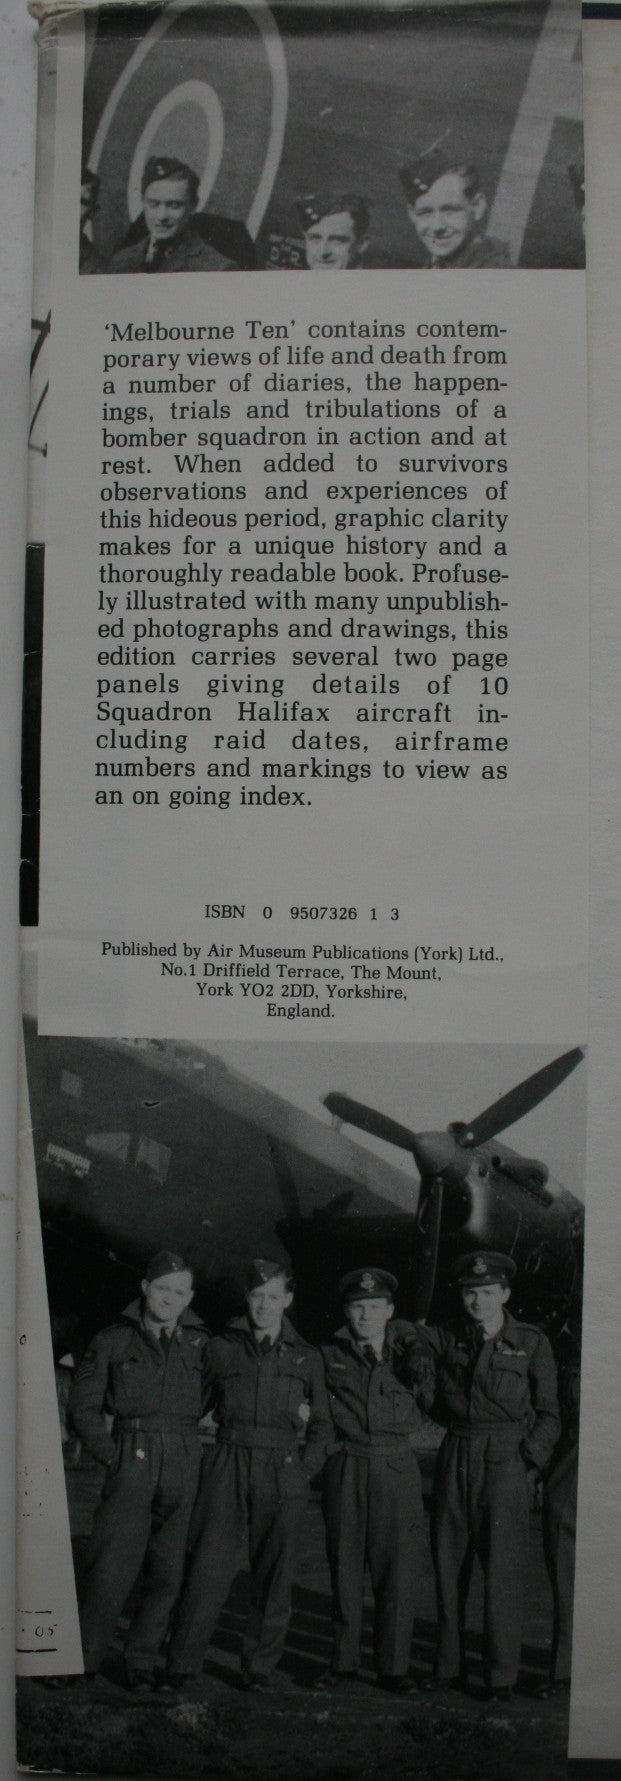 'Melbourne Ten' contains contem-
porary views of life and death from
a number of diaries, the happen-
ings, trials and tribulations of a
bomber squadron in action and at
rest. When added to survivors
observations and experiences of
this hideous period, graphic clarity
makes for a unique history and a
thoroughly readable book. Profuse-
ly illustrated with many unpublish-
ed photographs and drawings, this
edition carries several two page
panels giving details of 10
Squadron Halifax aircraft in-
cluding raid dates, airframe
numbers and markings to view as
an on going index.
ISBN 0 9507326 1 3
Published by Air Museum Publications (York) Ltd.,
No.1 Driffield Terrace, The Mount,
York YO2 2DD, Yorkshire,
England.